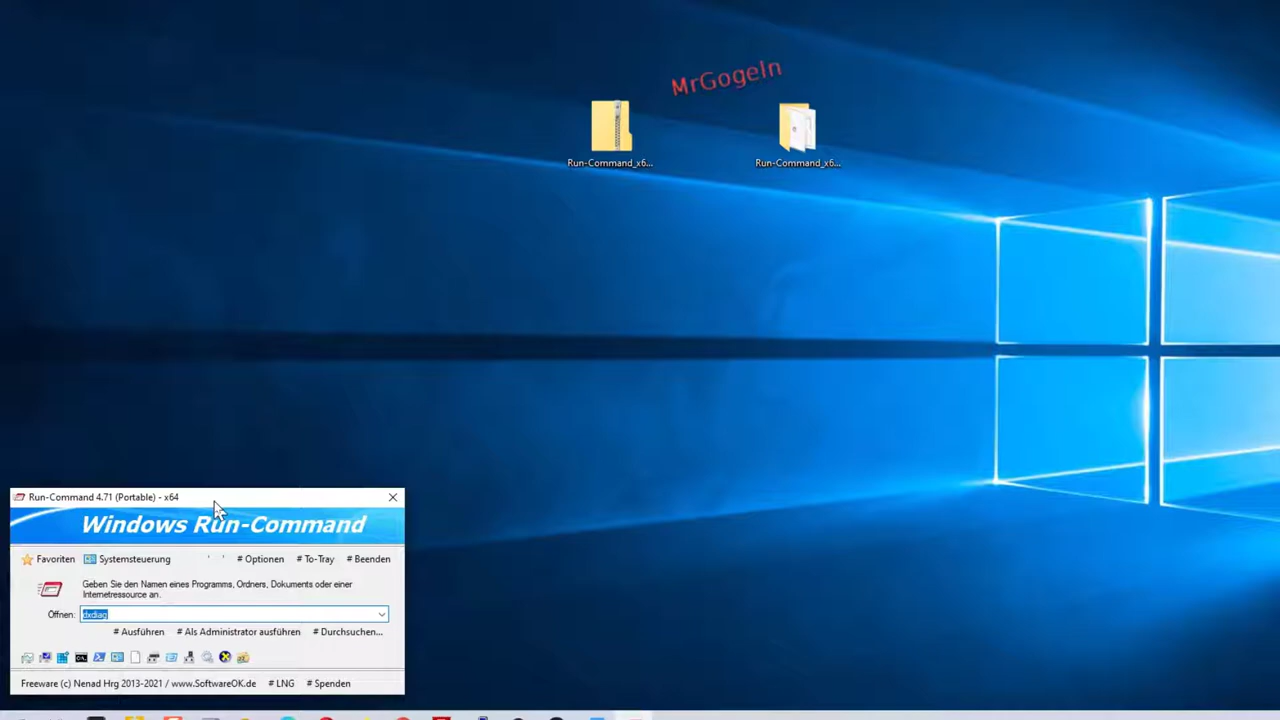 MrGogeIn
Run-Command_x6...
Run-Command_x6...
Run-Command 4.71 (Portable) - x64
Windows Run-Command
Favoriten
Systemsteuerung
# Optionen
# To-Tray
# Beenden
Geben Sie den Namen eines Programms, Ordners, Dokuments oder einer
Internetressource an.
Öffnen:
dxdiag
# Ausführen
# Als Administrator ausführen
# Durchsuchen...
Freeware (c) Nenad Hrg 2013-2021 / www.SoftwareOK.de
# LNG
# Spenden